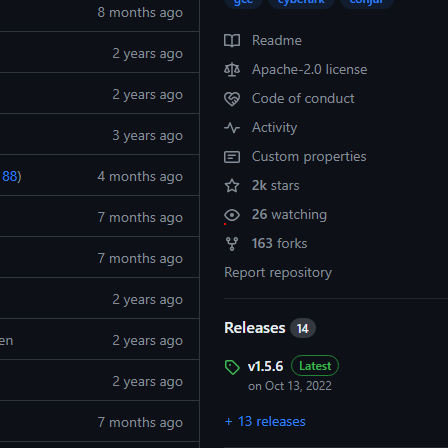 8 months ago
2 years ago
2 years ago
3 years ago
88)
4 months ago
7 months ago
7 months ago
2 years ago
en
2 years ago
2 years ago
7 months ago
gcc cyberark conjur
Readme
Apache-2.0 license
Code of conduct
Activity
Custom properties
2k stars
26 watching
163 forks
Report repository
Releases 14
v1.5.6 Latest
on Oct 13, 2022
+ 13 releases